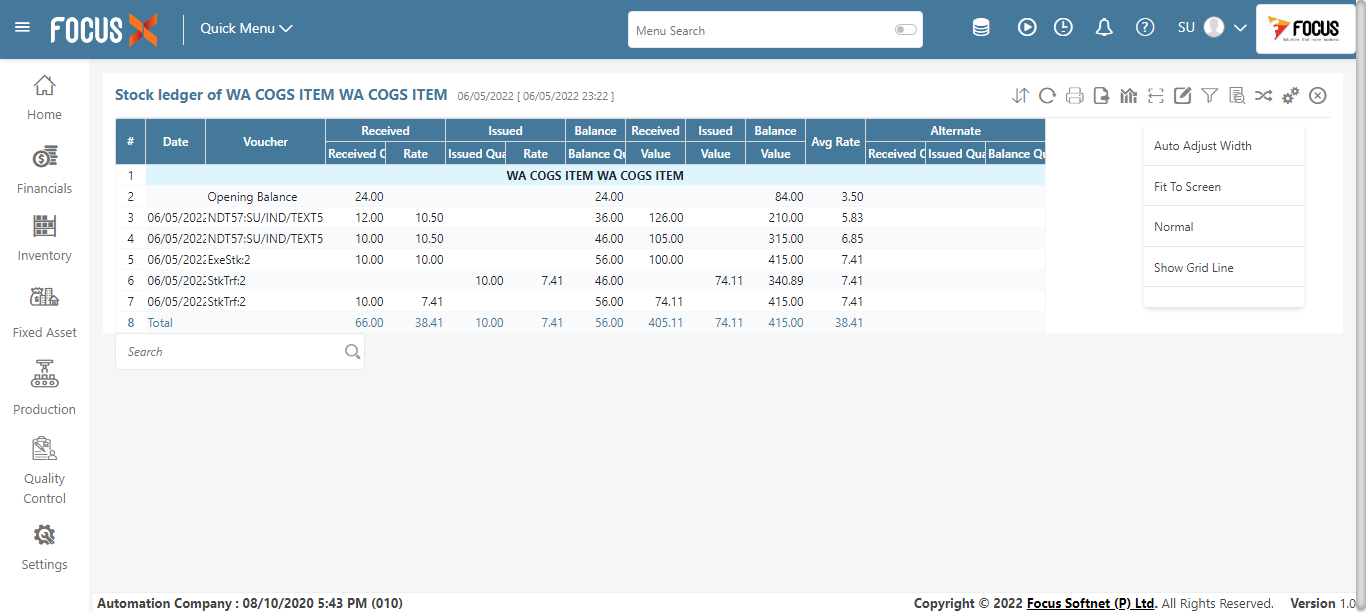 FOCUS X Quick Menu Menu Search SU FOCUS
Home
Financials
Inventory
Fixed Asset
Production
Quality
Control
Settings
Stock ledger of WA COGS ITEM WA COGS ITEM 06/05/2022 [ 06/05/2022 23:22 ]
# Date Voucher Received Issued Balance Received Issued Balance Avg Rate Alternate
Received Q Rate Issued Qua Rate Balance Qu Value Value Value Received Q Issued Qua Balance Qu
1 WA COGS ITEM WA COGS ITEM
2 Opening Balance 24.00 24.00 84.00 3.50
3 06/05/2022 NDT57:SU/IND/TEXT5 12.00 10.50 36.00 126.00 210.00 5.83
4 06/05/2022 NDT57:SU/IND/TEXT5 10.00 10.50 46.00 105.00 315.00 6.85
5 06/05/2022 ExeStk:2 10.00 10.00 56.00 100.00 415.00 7.41
6 06/05/2022 StkTrf:2 10.00 7.41 46.00 74.11 340.89 7.41
7 06/05/2022 StkTrf:2 10.00 7.41 56.00 74.11 415.00 7.41
8 Total 66.00 38.41 10.00 7.41 56.00 405.11 74.11 415.00 38.41
Search
Auto Adjust Width
Fit To Screen
Normal
Show Grid Line
Automation Company : 08/10/2020 5:43 PM (010) Copyright © 2022 Focus Softnet (P) Ltd. All Rights Reserved. Version 1.0